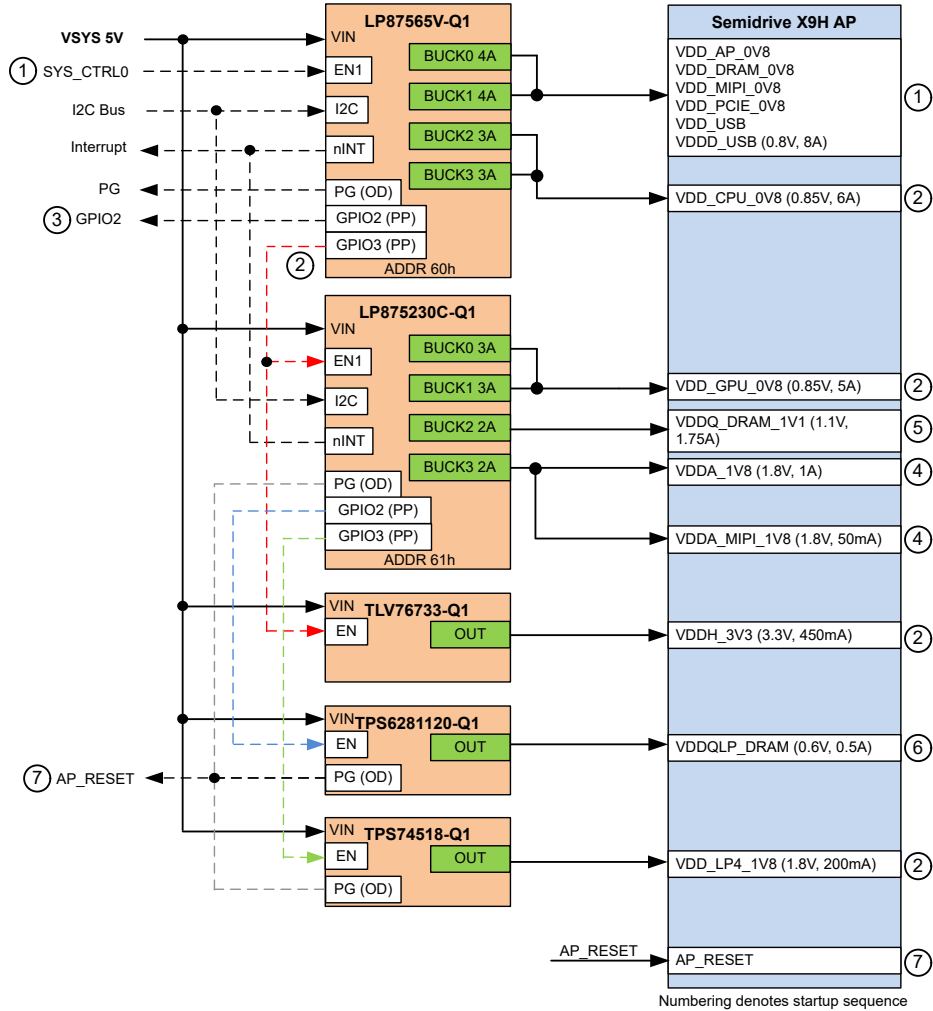 VSYS 5V
① SYS_CTRL0
I2C Bus
Interrupt
PG
③ GPIO2
②
LP87565V-Q1
VIN
EN1
I2C
nINT
PG (OD)
GPIO2 (PP)
GPIO3 (PP)
ADDR 60h
BUCK0 4A
BUCK1 4A
BUCK2 3A
BUCK3 3A
LP875230C-Q1
VIN
EN1
I2C
nINT
PG (OD)
GPIO2 (PP)
GPIO3 (PP)
ADDR 61h
BUCK0 3A
BUCK1 3A
BUCK2 2A
BUCK3 2A
TLV76733-Q1
VIN
EN
OUT
TPS6281120-Q1
VIN
EN
OUT
PG (OD)
⑦ AP_RESET
TPS74518-Q1
VIN
EN
OUT
PG (OD)
AP_RESET
Semidrive X9H AP
VDD_AP_0V8
VDD_DRAM_0V8
VDD_MIPI_0V8
VDD_PCIE_0V8
VDD_USB
VDDD_USB (0.8V, 8A)
①
VDD_CPU_0V8 (0.85V, 6A) ②
VDD_GPU_0V8 (0.85V, 5A) ②
VDDQ_DRAM_1V1 (1.1V,
1.75A)
⑤
VDDA_1V8 (1.8V, 1A) ④
VDDA_MIPI_1V8 (1.8V, 50mA) ④
VDDH_3V3 (3.3V, 450mA) ②
VDDQLP_DRAM (0.6V, 0.5A) ⑥
VDD_LP4_1V8 (1.8V, 200mA) ②
AP_RESET ⑦
Numbering denotes startup sequence